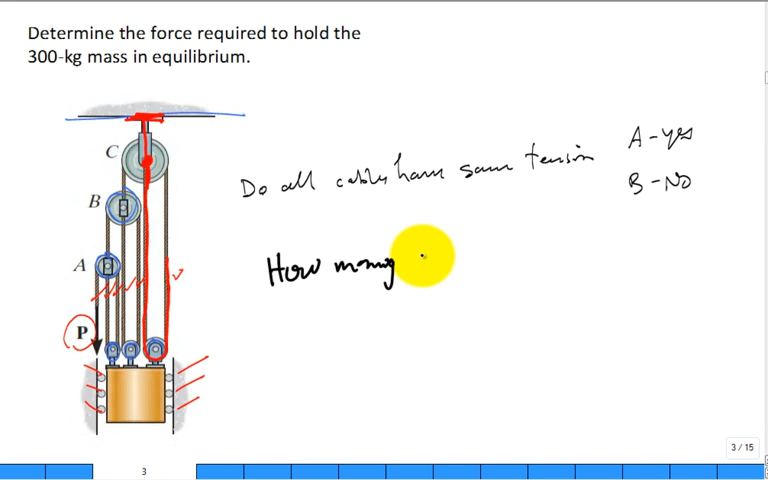 Determine the force required to hold the
300-kg mass in equilibrium.
C
Do all cables have same tension
A - yes
B - No
B
How many
A
P
3 / 15
3